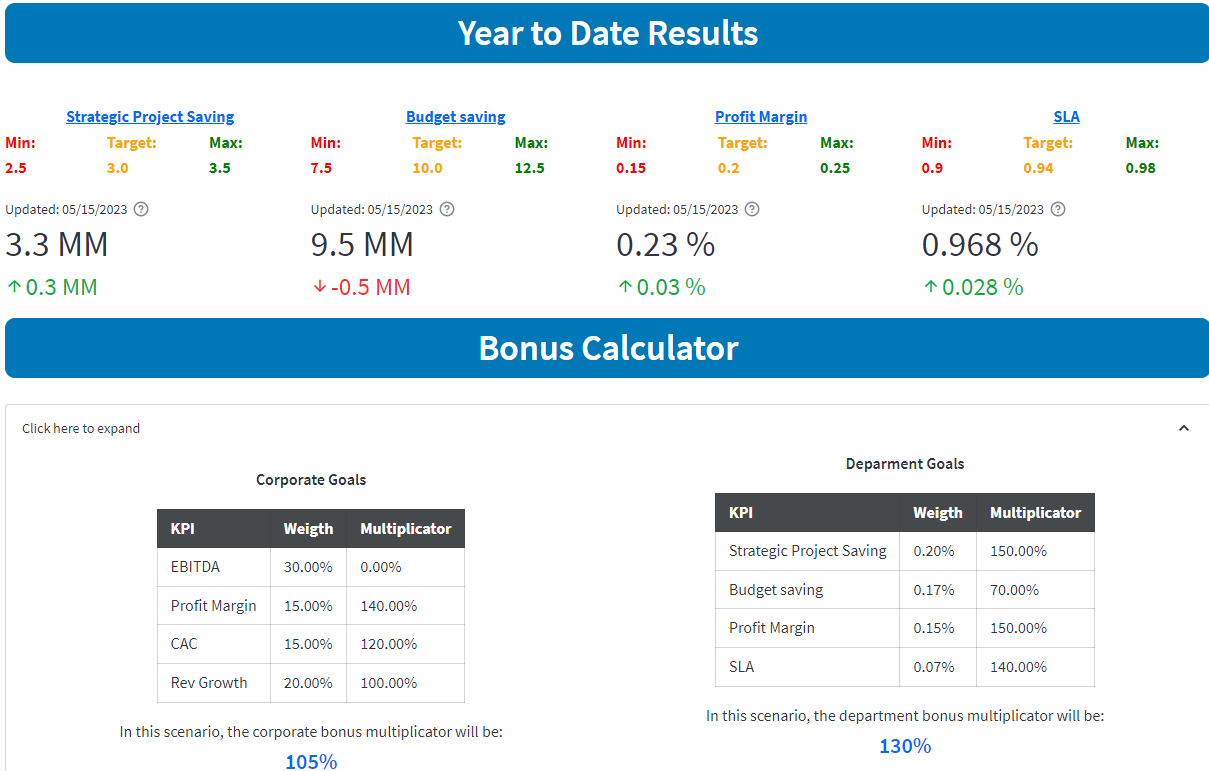 Year to Date Results
Strategic Project Saving
Min: Target: Max:
2.5 3.0 3.5
Updated: 05/15/2023
3.3 MM
↑ 0.3 MM
Budget saving
Min: Target: Max:
7.5 10.0 12.5
Updated: 05/15/2023
9.5 MM
↓ -0.5 MM
Profit Margin
Min: Target: Max:
0.15 0.2 0.25
Updated: 05/15/2023
0.23 %
↑ 0.03 %
SLA
Min: Target: Max:
0.9 0.94 0.98
Updated: 05/15/2023
0.968 %
↑ 0.028 %
Bonus Calculator
Click here to expand
Corporate Goals
KPI Weigth Multiplicator
EBITDA 30.00% 0.00%
Profit Margin 15.00% 140.00%
CAC 15.00% 120.00%
Rev Growth 20.00% 100.00%
In this scenario, the corporate bonus multiplicator will be:
105%
Deparment Goals
KPI Weigth Multiplicator
Strategic Project Saving 0.20% 150.00%
Budget saving 0.17% 70.00%
Profit Margin 0.15% 150.00%
SLA 0.07% 140.00%
In this scenario, the department bonus multiplicator will be:
130%